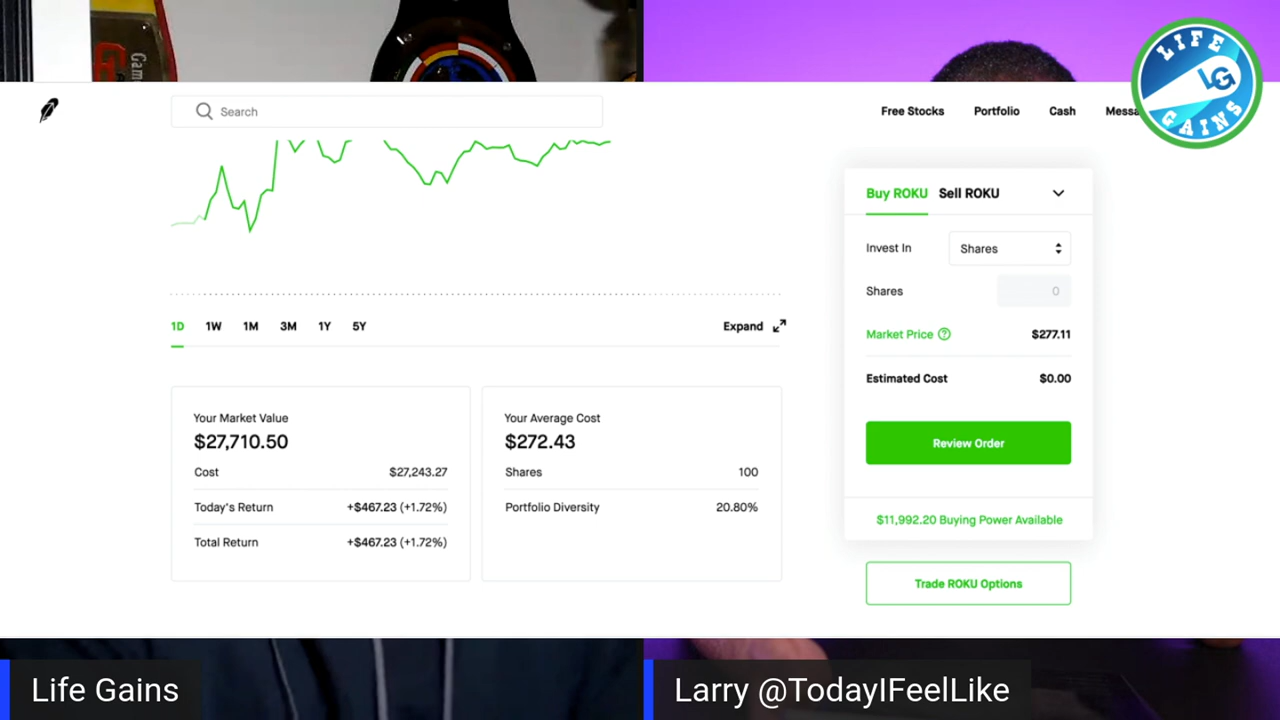 Gam
LIFE
LG
GAINS
Search
Free Stocks
Portfolio
Cash
Messa
Buy ROKU
Sell ROKU
Invest In
Shares
Shares
0
Market Price ?
$277.11
Estimated Cost
$0.00
Review Order
$11,992.20 Buying Power Available
Trade ROKU Options
1D
1W
1M
3M
1Y
5Y
Expand
Your Market Value
$27,710.50
Cost
$27,243.27
Today's Return
+$467.23 (+1.72%)
Total Return
+$467.23 (+1.72%)
Your Average Cost
$272.43
Shares
100
Portfolio Diversity
20.80%
Life Gains
Larry @TodayIFeelLike